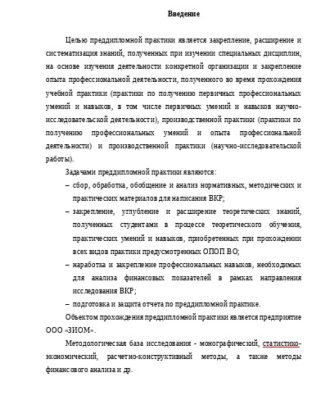 Введение
Целью преддипломной практики является закрепление, расширение и
систематизация знаний, полученных при изучении специальных дисциплин,
на основе изучения деятельности конкретной организации и закрепление
опыта профессиональной деятельности, полученного во время прохождения
учебной практики (практики по получению первичных профессиональных
умений и навыков, в том числе первичных умений и навыков научно-
исследовательской деятельности), производственной практики (практики по
получению профессиональных умений и опыта профессиональной
деятельности) и производственной практики (научно-исследовательской
работы).
Задачами преддипломной практики являются:
– сбор, обработка, обобщение и анализ нормативных, методических и
практических материалов для написания ВКР;
– закрепление, углубление и расширение теоретических знаний,
полученных студентами в процессе теоретического обучения,
практических умений и навыков, приобретенных при прохождении
всех видов практики предусмотренных ОПОП ВО;
– наработка и закрепление профессиональных навыков, необходимых
для анализа финансовых показателей в рамках направления
исследования ВКР;
– подготовка и защита отчета по преддипломной практике.
Объектом прохождения преддипломной практики является предприятие
ООО «ЗИОМ».
Методологическая база исследования - монографический, статистико-
экономический, расчетно-конструктивный методы, а также методы
финансового анализа и др.